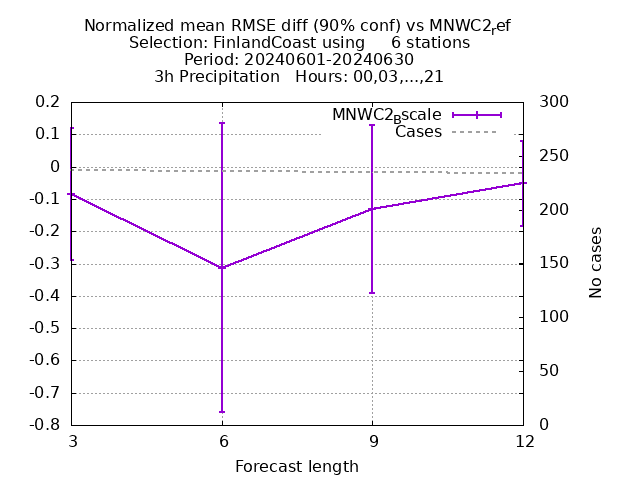 Normalized mean RMSE diff (90% conf) vs MNWC2ref
Selection: FinlandCoast using 6 stations
Period: 20240601-20240630
3h Precipitation Hours: 00,03,...,21
MNWC2Bscale
Cases
0.2
0.1
0
-0.1
-0.2
-0.3
-0.4
-0.5
-0.6
-0.7
-0.8
300
250
200
150
100
50
0
No cases
3 6 9 12
Forecast length